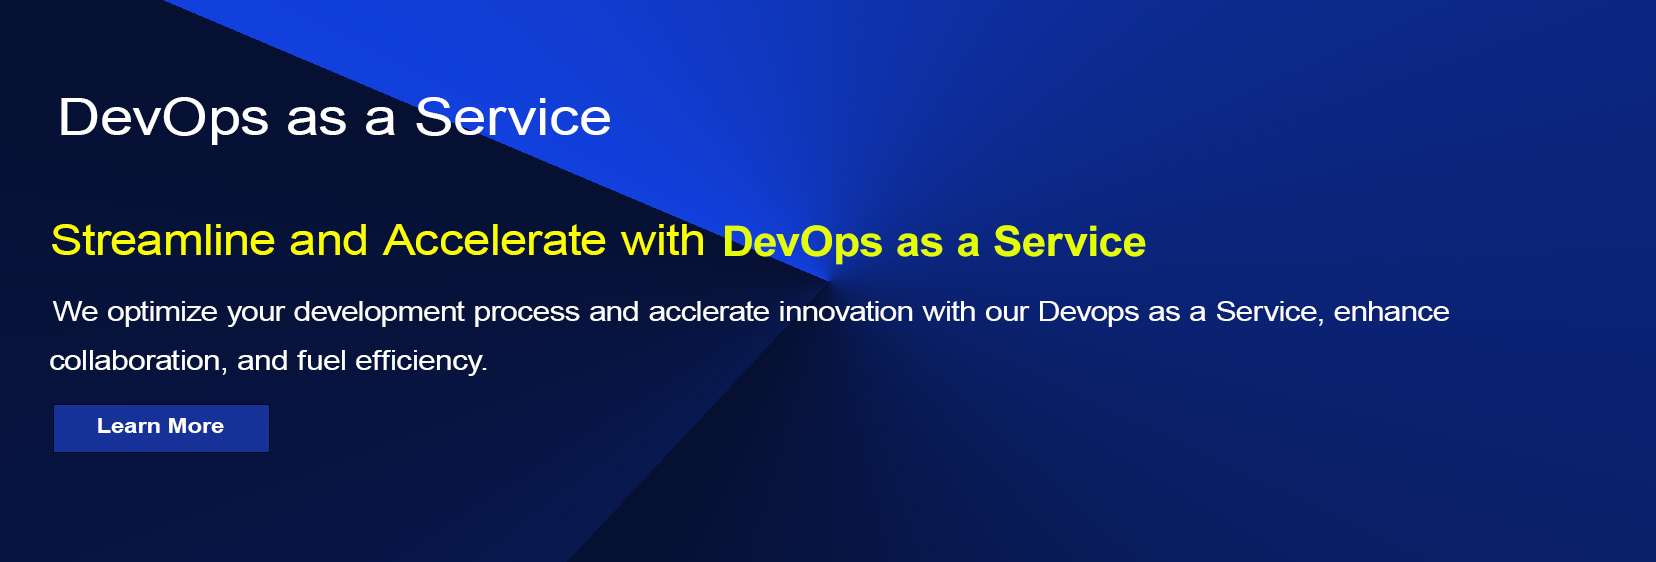 DevOps as a Service
Streamline and Accelerate with DevOps as a Service
We optimize your development process and acclerate innovation with our Devops as a Service, enhance
collaboration, and fuel efficiency.
Learn More